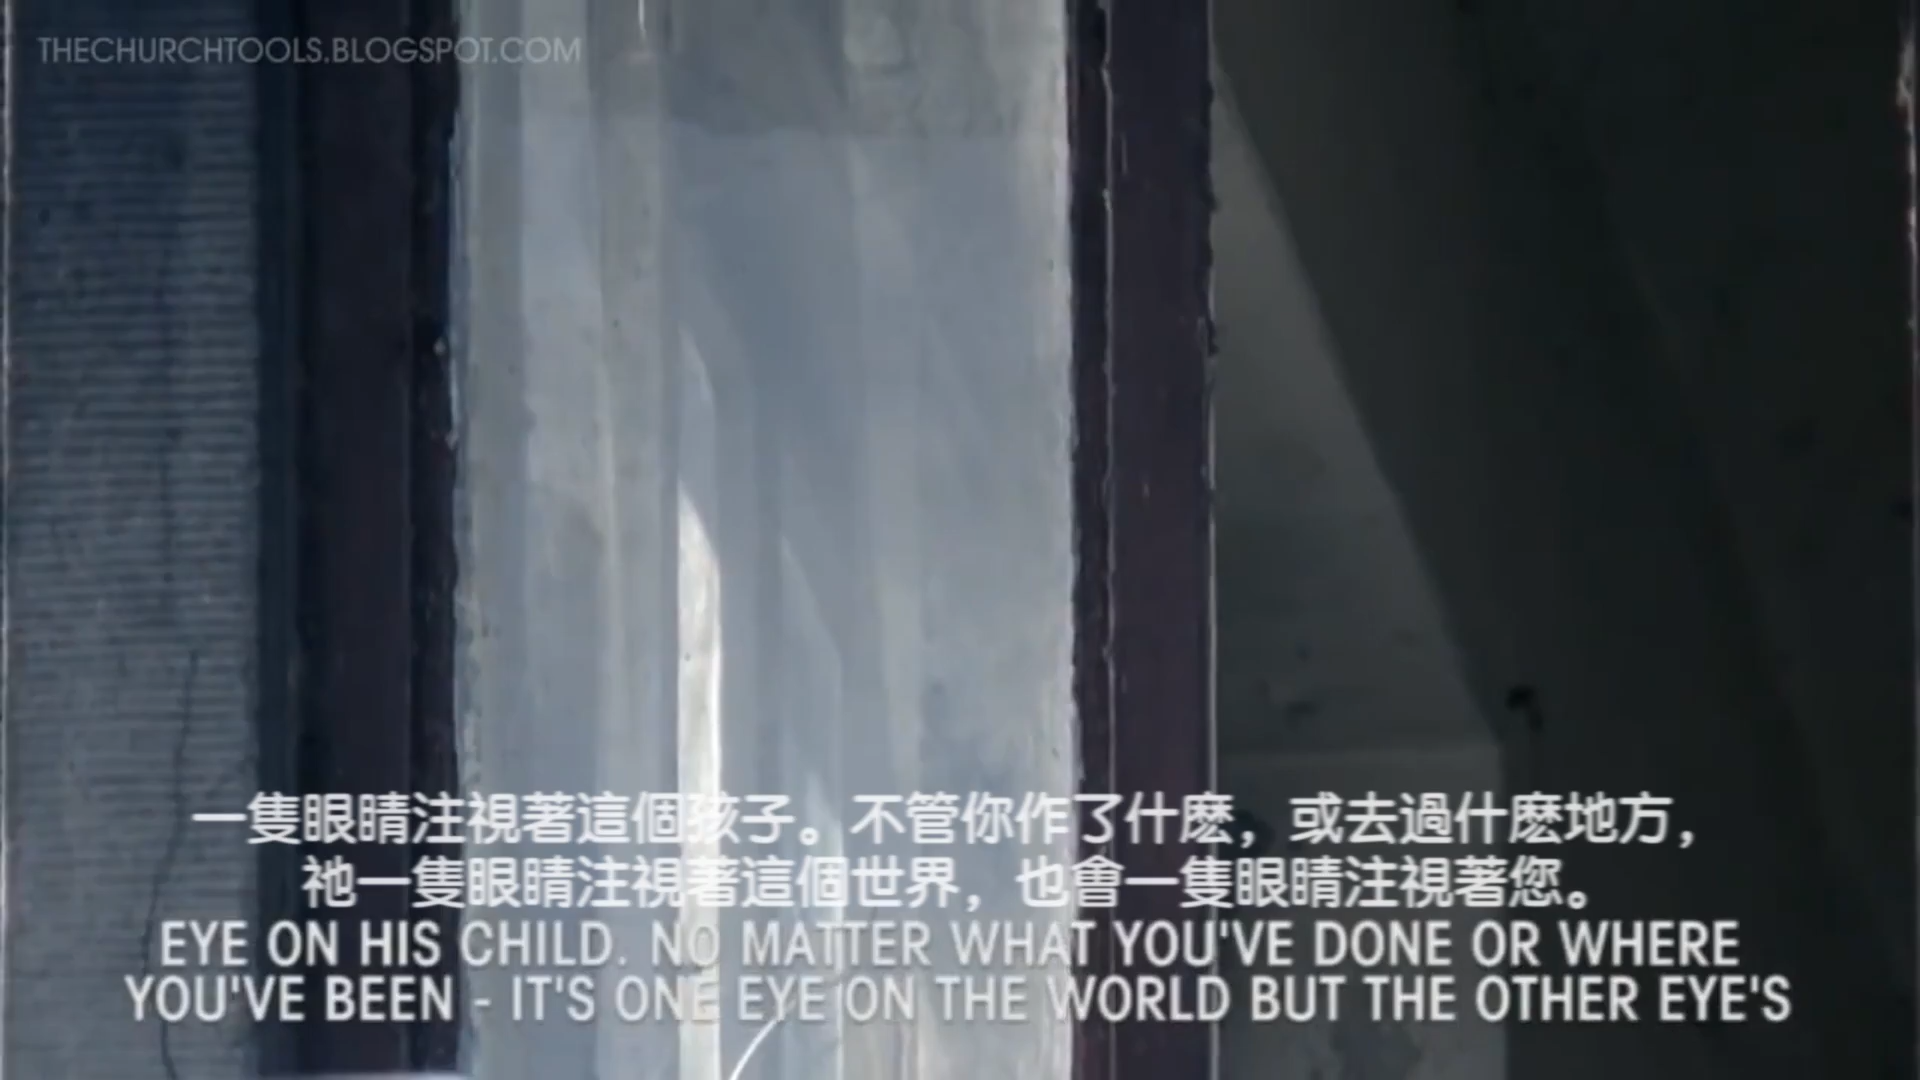 THECHURCHTOOLS.BLOGSPOT.COM
一隻眼睛注視著這個孩子。不管你作了什麽，或去過什麽地方，
祂一隻眼睛注視著這個世界，也會一隻眼睛注視著您。
EYE ON HIS CHILD. NO MATTER WHAT YOU'VE DONE OR WHERE
YOU'VE BEEN - IT'S ONE EYE ON THE WORLD BUT THE OTHER EYE'S